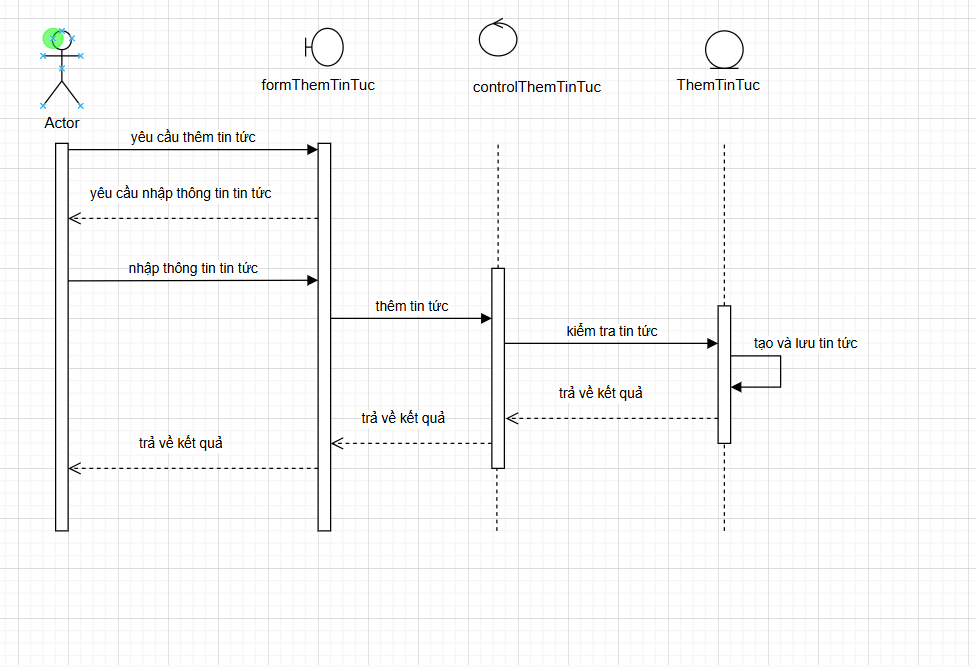 formThemTinTuc
controlThemTinTuc
ThemTinTuc
Actor
yêu cầu thêm tin tức
yêu cầu nhập thông tin tin tức
nhập thông tin tin tức
thêm tin tức
kiểm tra tin tức
tạo và lưu tin tức
trả về kết quả
trả về kết quả
trả về kết quả